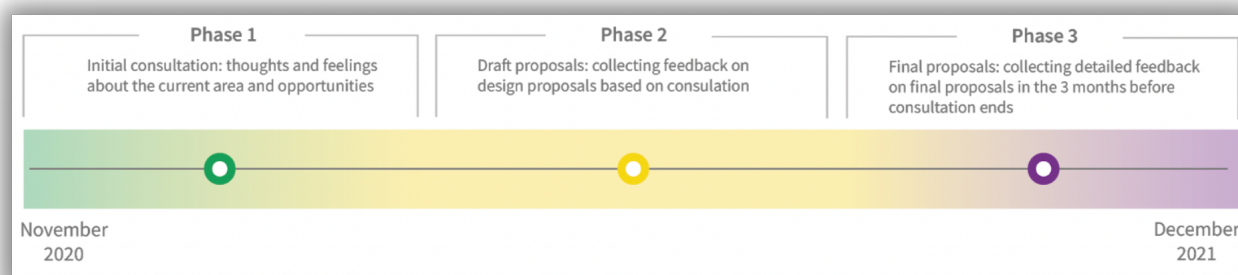 Phase 1
Initial consultation: thoughts and feelings
about the current area and opportunities
Phase 2
Draft proposals: collecting feedback on
design proposals based on consulation
Phase 3
Final proposals: collecting detailed feedback
on final proposals in the 3 months before
consultation ends
November
2020
December
2021